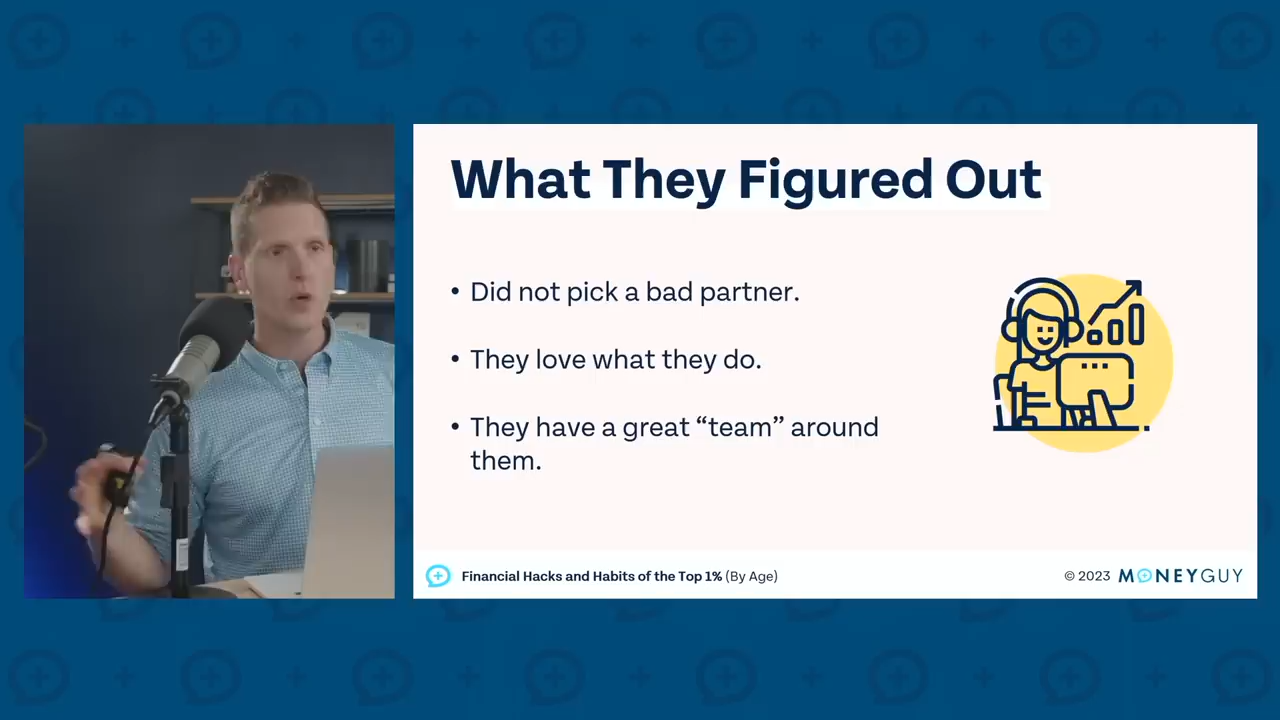 What They Figured Out
• Did not pick a bad partner.
• They love what they do.
• They have a great “team” around
them.
Financial Hacks and Habits of the Top 1% (By Age)
© 2023 MONEYGUY